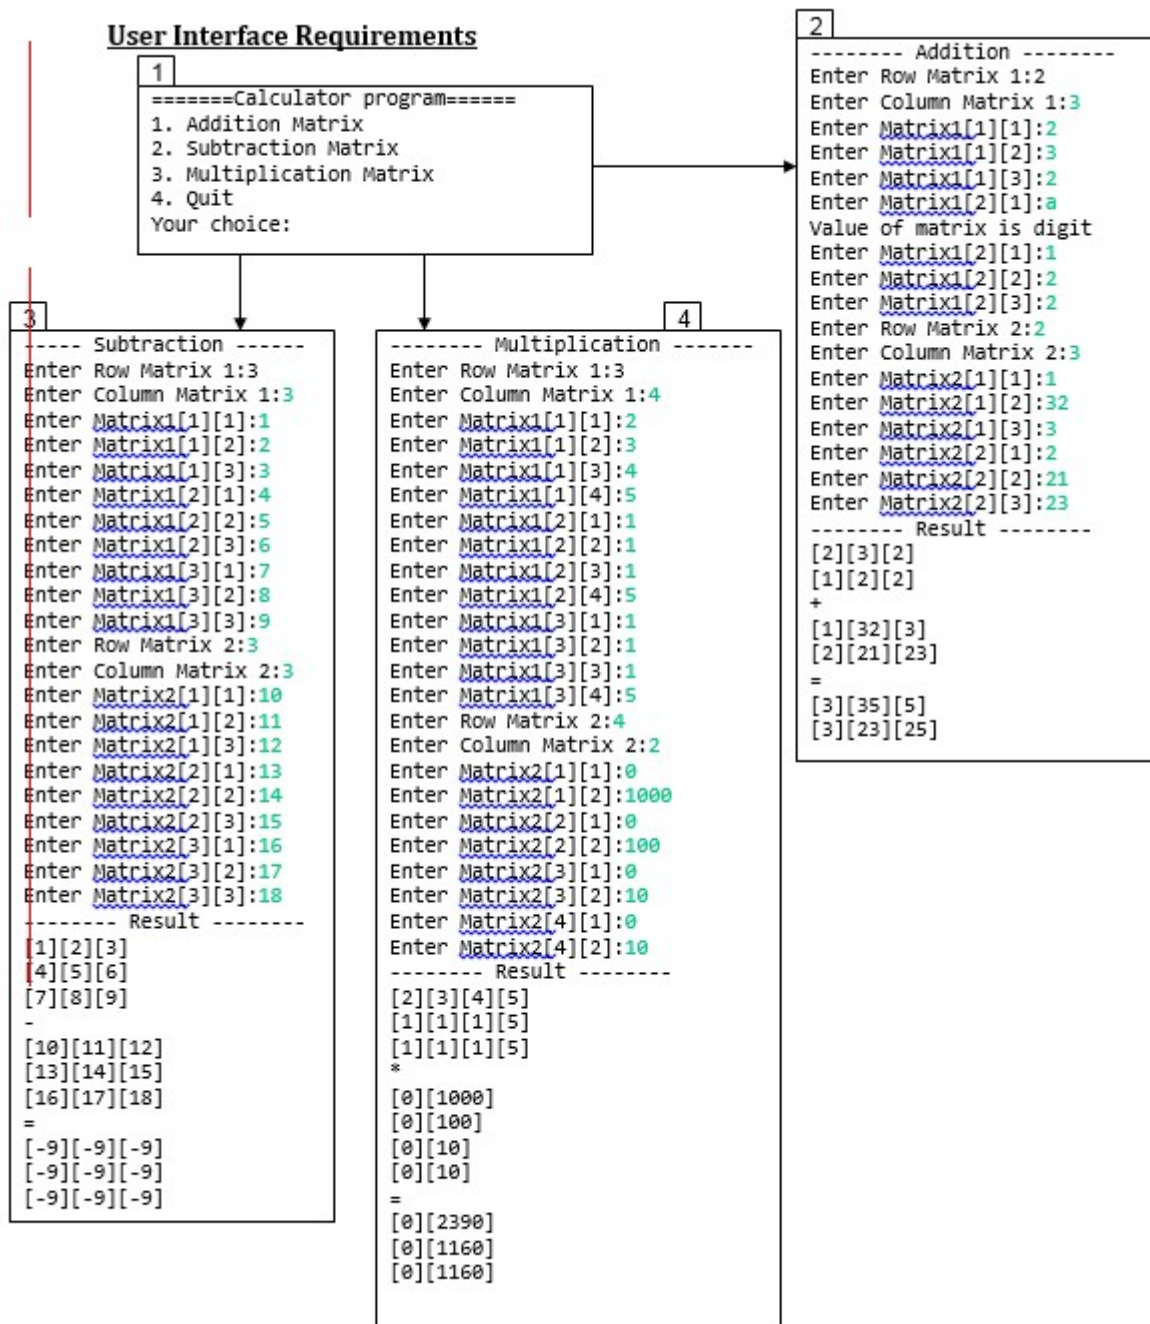 User Interface Requirements
1
=======Calculator program======
1. Addition Matrix
2. Subtraction Matrix
3. Multiplication Matrix
4. Quit
Your choice:
2
-------- Addition --------
Enter Row Matrix 1:2
Enter Column Matrix 1:3
Enter Matrix1[1][1]:2
Enter Matrix1[1][2]:3
Enter Matrix1[1][3]:2
Enter Matrix1[2][1]:a
Value of matrix is digit
Enter Matrix1[2][1]:1
Enter Matrix1[2][2]:2
Enter Matrix1[2][3]:2
Enter Row Matrix 2:2
Enter Column Matrix 2:3
Enter Matrix2[1][1]:1
Enter Matrix2[1][2]:32
Enter Matrix2[1][3]:3
Enter Matrix2[2][1]:2
Enter Matrix2[2][2]:21
Enter Matrix2[2][3]:23
-------- Result --------
[2][3][2]
[1][2][2]
+
[1][32][3]
[2][21][23]
=
[3][35][5]
[3][23][25]
3
----- Subtraction ------
Enter Row Matrix 1:3
Enter Column Matrix 1:3
Enter Matrix1[1][1]:1
Enter Matrix1[1][2]:2
Enter Matrix1[1][3]:3
Enter Matrix1[2][1]:4
Enter Matrix1[2][2]:5
Enter Matrix1[2][3]:6
Enter Matrix1[3][1]:7
Enter Matrix1[3][2]:8
Enter Matrix1[3][3]:9
Enter Row Matrix 2:3
Enter Column Matrix 2:3
Enter Matrix2[1][1]:10
Enter Matrix2[1][2]:11
Enter Matrix2[1][3]:12
Enter Matrix2[2][1]:13
Enter Matrix2[2][2]:14
Enter Matrix2[2][3]:15
Enter Matrix2[3][1]:16
Enter Matrix2[3][2]:17
Enter Matrix2[3][3]:18
-------- Result --------
[1][2][3]
[4][5][6]
[7][8][9]
-
[10][11][12]
[13][14][15]
[16][17][18]
=
[-9][-9][-9]
[-9][-9][-9]
[-9][-9][-9]
4
-------- Multiplication -------
Enter Row Matrix 1:3
Enter Column Matrix 1:4
Enter Matrix1[1][1]:2
Enter Matrix1[1][2]:3
Enter Matrix1[1][3]:4
Enter Matrix1[1][4]:5
Enter Matrix1[2][1]:1
Enter Matrix1[2][2]:1
Enter Matrix1[2][3]:1
Enter Matrix1[2][4]:5
Enter Matrix1[3][1]:1
Enter Matrix1[3][2]:1
Enter Matrix1[3][3]:1
Enter Matrix1[3][4]:5
Enter Row Matrix 2:4
Enter Column Matrix 2:2
Enter Matrix2[1][1]:0
Enter Matrix2[1][2]:1000
Enter Matrix2[2][1]:0
Enter Matrix2[2][2]:100
Enter Matrix2[3][1]:0
Enter Matrix2[3][2]:10
Enter Matrix2[4][1]:0
Enter Matrix2[4][2]:10
-------- Result --------
[2][3][4][5]
[1][1][1][5]
[1][1][1][5]
*
[0][1000]
[0][100]
[0][10]
[0][10]
=
[0][2390]
[0][1160]
[0][1160]